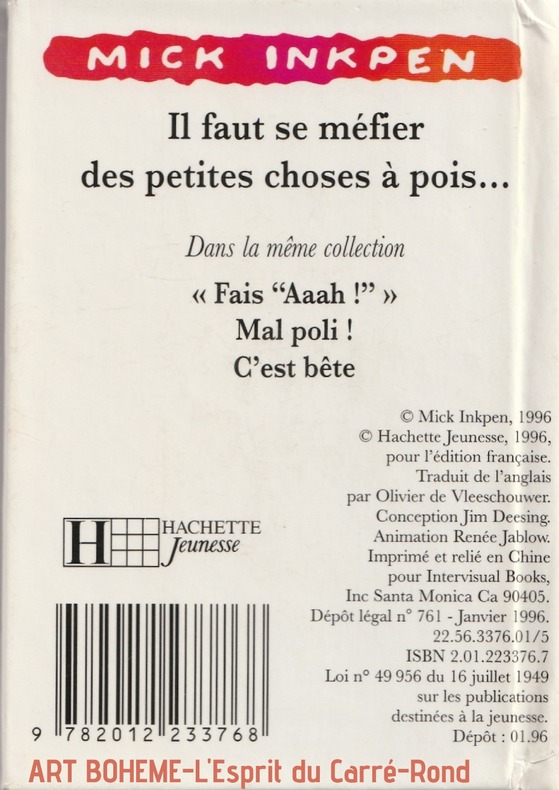 MICK INKPEN
Il faut se méfier
des petites choses à pois...
Dans la même collection
« Fais “Aaah !” »
Mal poli !
C’est bête
© Mick Inkpen, 1996
© Hachette Jeunesse, 1996,
pour l’édition française.
Traduit de l’anglais
par Olivier de Vleeschouwer.
Conception Jim Deesing.
Animation Renée Jablow.
Imprimé et relié en Chine
pour Intervisual Books,
Inc Santa Monica Ca 90405.
Dépôt légal n° 761 - Janvier 1996.
22.56.3376.01/5
ISBN 2.01.223376.7
Loi n° 49 956 du 16 juillet 1949
sur les publications
destinées à la jeunesse.
Dépôt : 01.96
H HACHETTE
Jeunesse
9 782012 233768
ART BOHEME-L'Esprit du Carré-Rond